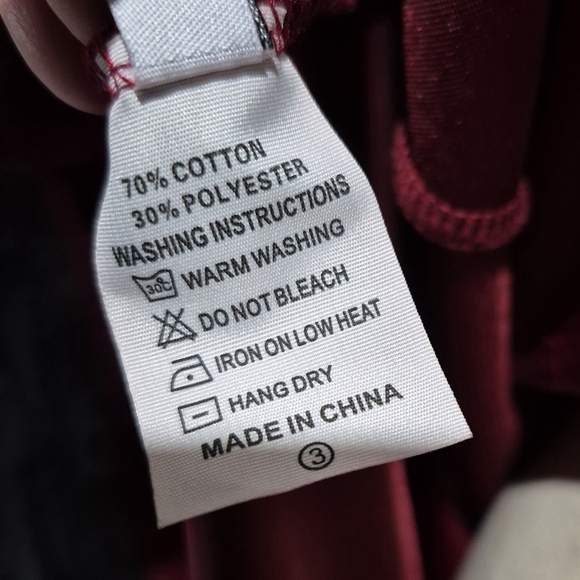 70% COTTON
30% POLYESTER
WASHING INSTRUCTIONS
30C WARM WASHING
DO NOT BLEACH
IRON ON LOW HEAT
HANG DRY
MADE IN CHINA
3